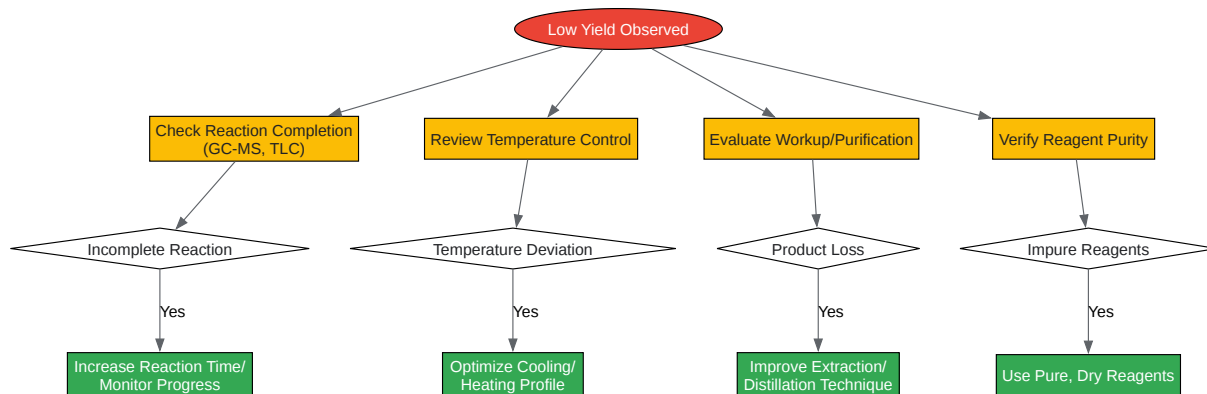 Low Yield Observed
Check Reaction Completion
(GC-MS, TLC)
Review Temperature Control
Evaluate Workup/Purification
Verify Reagent Purity
Incomplete Reaction
Temperature Deviation
Product Loss
Impure Reagents
Yes
Yes
Yes
Yes
Increase Reaction Time/
Monitor Progress
Optimize Cooling/
Heating Profile
Improve Extraction/
Distillation Technique
Use Pure, Dry Reagents